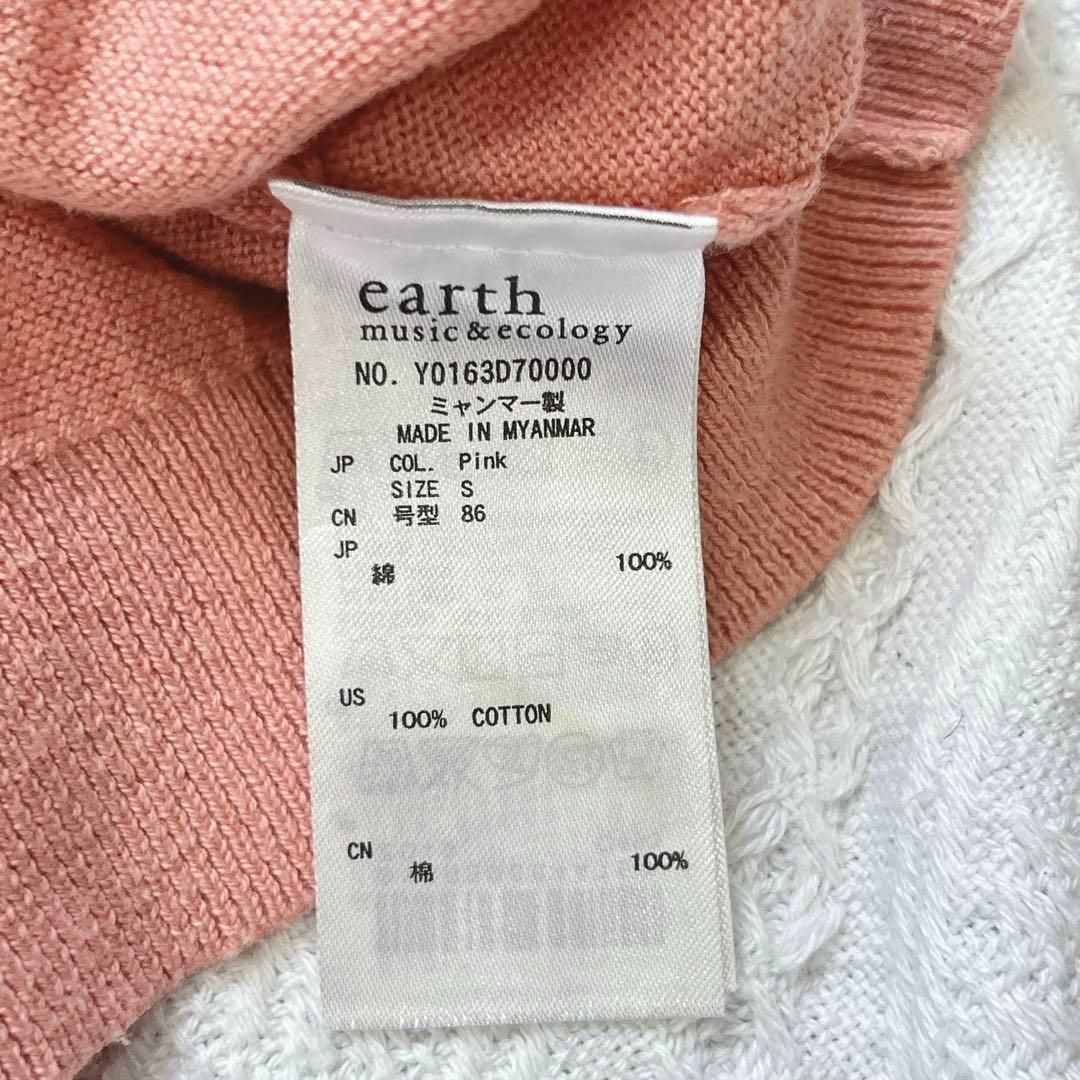 earth
music&ecology
NO. Y0163D70000
ミャンマー製
MADE IN MYANMAR
JP COL. Pink
SIZE S
CN 号型 86
JP
綿 100%
US
100% COTTON
CN
棉 100%